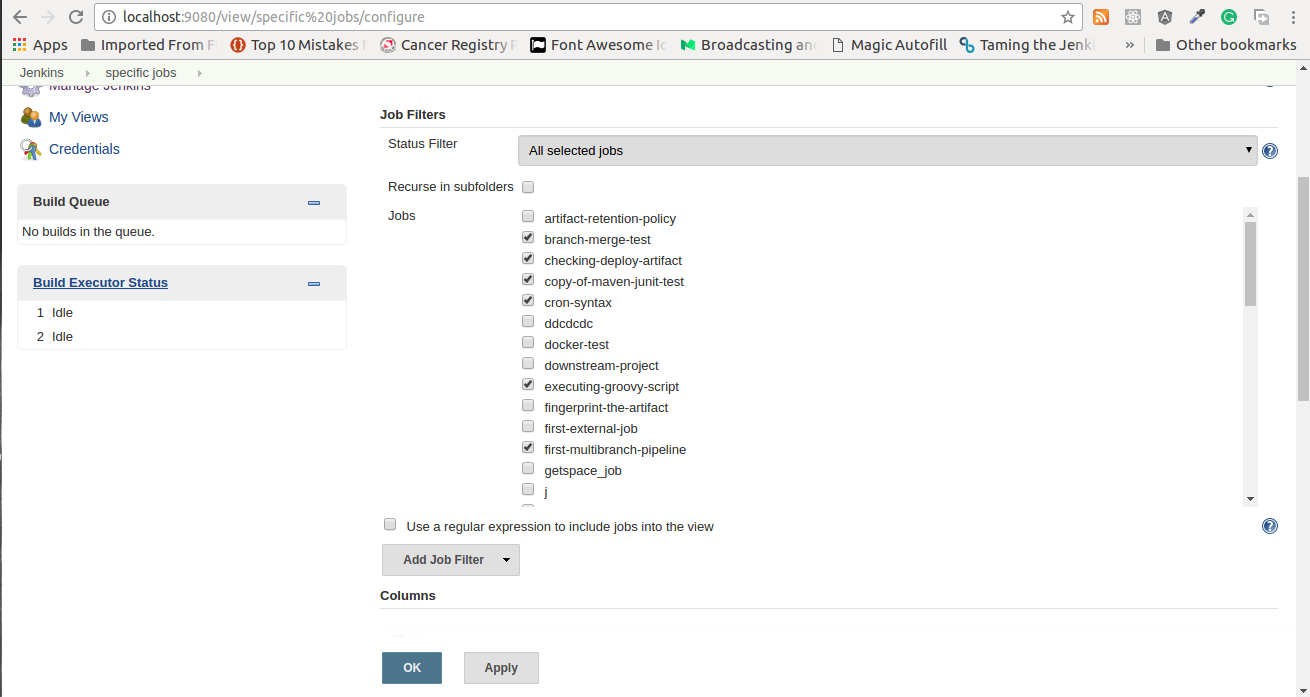 localhost:9080/view/specific%20jobs/configure
Apps Imported From F Top 10 Mistakes Cancer Registry P Font Awesome Ic Broadcasting an Magic Autofill Taming the Jenki » Other bookmarks
Jenkins specific jobs
Manage Jenkins
My Views
Credentials
Build Queue
No builds in the queue.
Build Executor Status
1 Idle
2 Idle
Job Filters
Status Filter All selected jobs
Recurse in subfolders
Jobs
artifact-retention-policy
branch-merge-test
checking-deploy-artifact
copy-of-maven-junit-test
cron-syntax
ddcdcdc
docker-test
downstream-project
executing-groovy-script
fingerprint-the-artifact
first-external-job
first-multibranch-pipeline
getspace_job
j
Use a regular expression to include jobs into the view
Add Job Filter
Columns
OK Apply